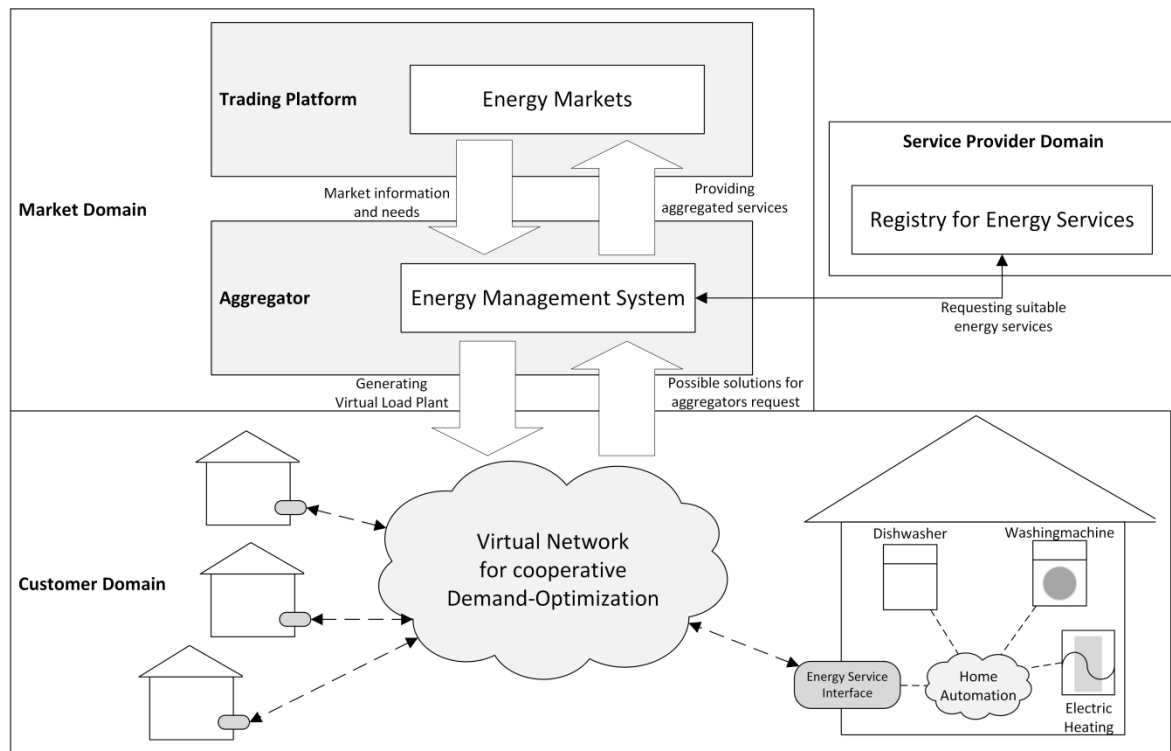 Trading Platform
Energy Markets
Market Domain
Market information
and needs
Providing
aggregated services
Service Provider Domain
Registry for Energy Services
Aggregator
Energy Management System
Requesting suitable
energy services
Generating
Virtual Load Plant
Possible solutions for
aggregators request
Customer Domain
Virtual Network
for cooperative
Demand-Optimization
Dishwasher
Washingmachine
Energy Service
Interface
Home
Automation
Electric
Heating